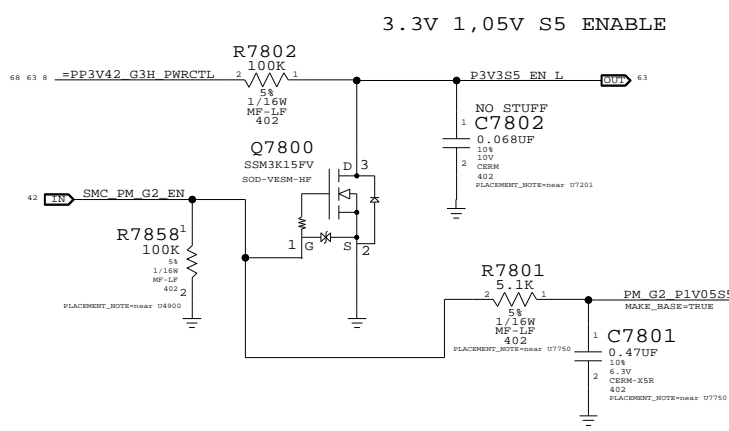 3.3V 1,05V S5 ENABLE
R7802
100K
68 63 8 =PP3V42_G3H_PWRCTL 2 1 P3V3S5_EN_L OUT 63
5%
1/16W
MF-LF
402
NO STUFF
1 C7802
0.068UF
10%
2 10V
CERM
402
PLACEMENT_NOTE=near U7201
Q7800
SSM3K15FV
SOD-VESM-HF
D 3
1 G S 2
42 IN SMC_PM_G2_EN
R7858 1
100K
5%
1/16W
MF-LF
402 2
PLACEMENT_NOTE=near U4900
R7801
5.1K
2 1 PM_G2_P1V05S5
MAKE_BASE=TRUE
5%
1/16W
MF-LF
402
PLACEMENT_NOTE=near U7750
1 C7801
0.47UF
10%
2 6.3V
CERM-X5R
402
PLACEMENT_NOTE=near U7750